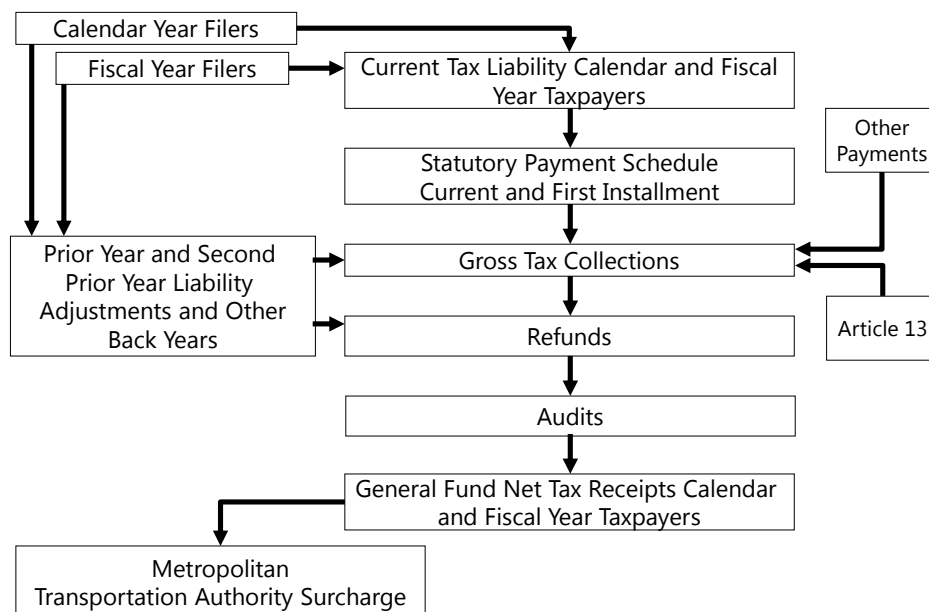 Calendar Year Filers
Fiscal Year Filers
Current Tax Liability Calendar and Fiscal
Year Taxpayers
Other
Payments
Statutory Payment Schedule
Current and First Installment
Prior Year and Second
Prior Year Liability
Adjustments and Other
Back Years
Gross Tax Collections
Article 13
Refunds
Audits
General Fund Net Tax Receipts Calendar
and Fiscal Year Taxpayers
Metropolitan
Transportation Authority Surcharge